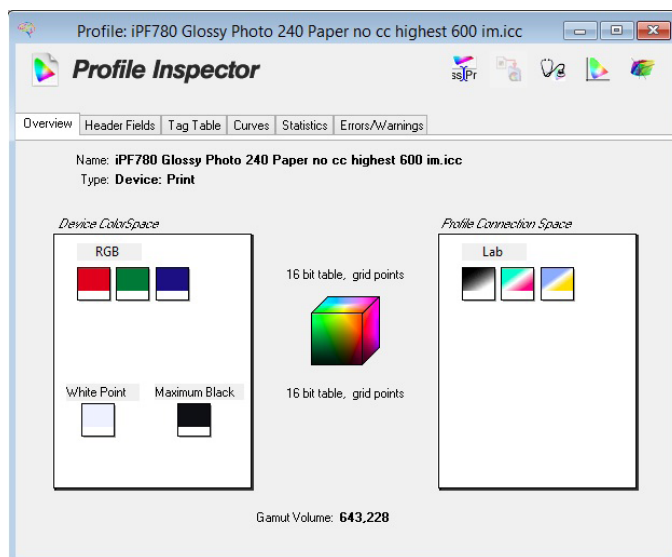 Profile: iPF780 Glossy Photo 240 Paper no cc highest 600 im.icc
Profile Inspector
Overview Header Fields Tag Table Curves Statistics Errors/Warnings
Name: iPF780 Glossy Photo 240 Paper no cc highest 600 im.icc
Type: Device: Print
Device ColorSpace Profile Connection Space
RGB Lab
16 bit table, grid points
White Point Maximum Black 16 bit table, grid points
Gamut Volume: 643,228